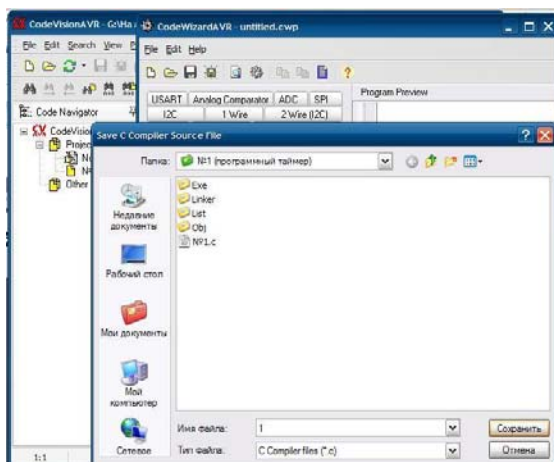 CodeVisionAVR - G:\На
CodeWizardAVR - untitled.cwp
File Edit Search View
File Edit Help
USART Analog Comparator ADC SPI
I2C 1 Wire 2 Wire (I2C)
Program Preview
Code Navigator
CodeVision
Projec
Other
Save C Compiler Source File
Папка:
№1 (программный таймер)
Недавние документы
Рабочий стол
Мои документы
Мой компьютер
Сетевое
Exe
Linker
List
Obj
№1.c
Имя файла:
1
Сохранить
Тип файла:
C Compiler files (*.c)
Отмена
1:1